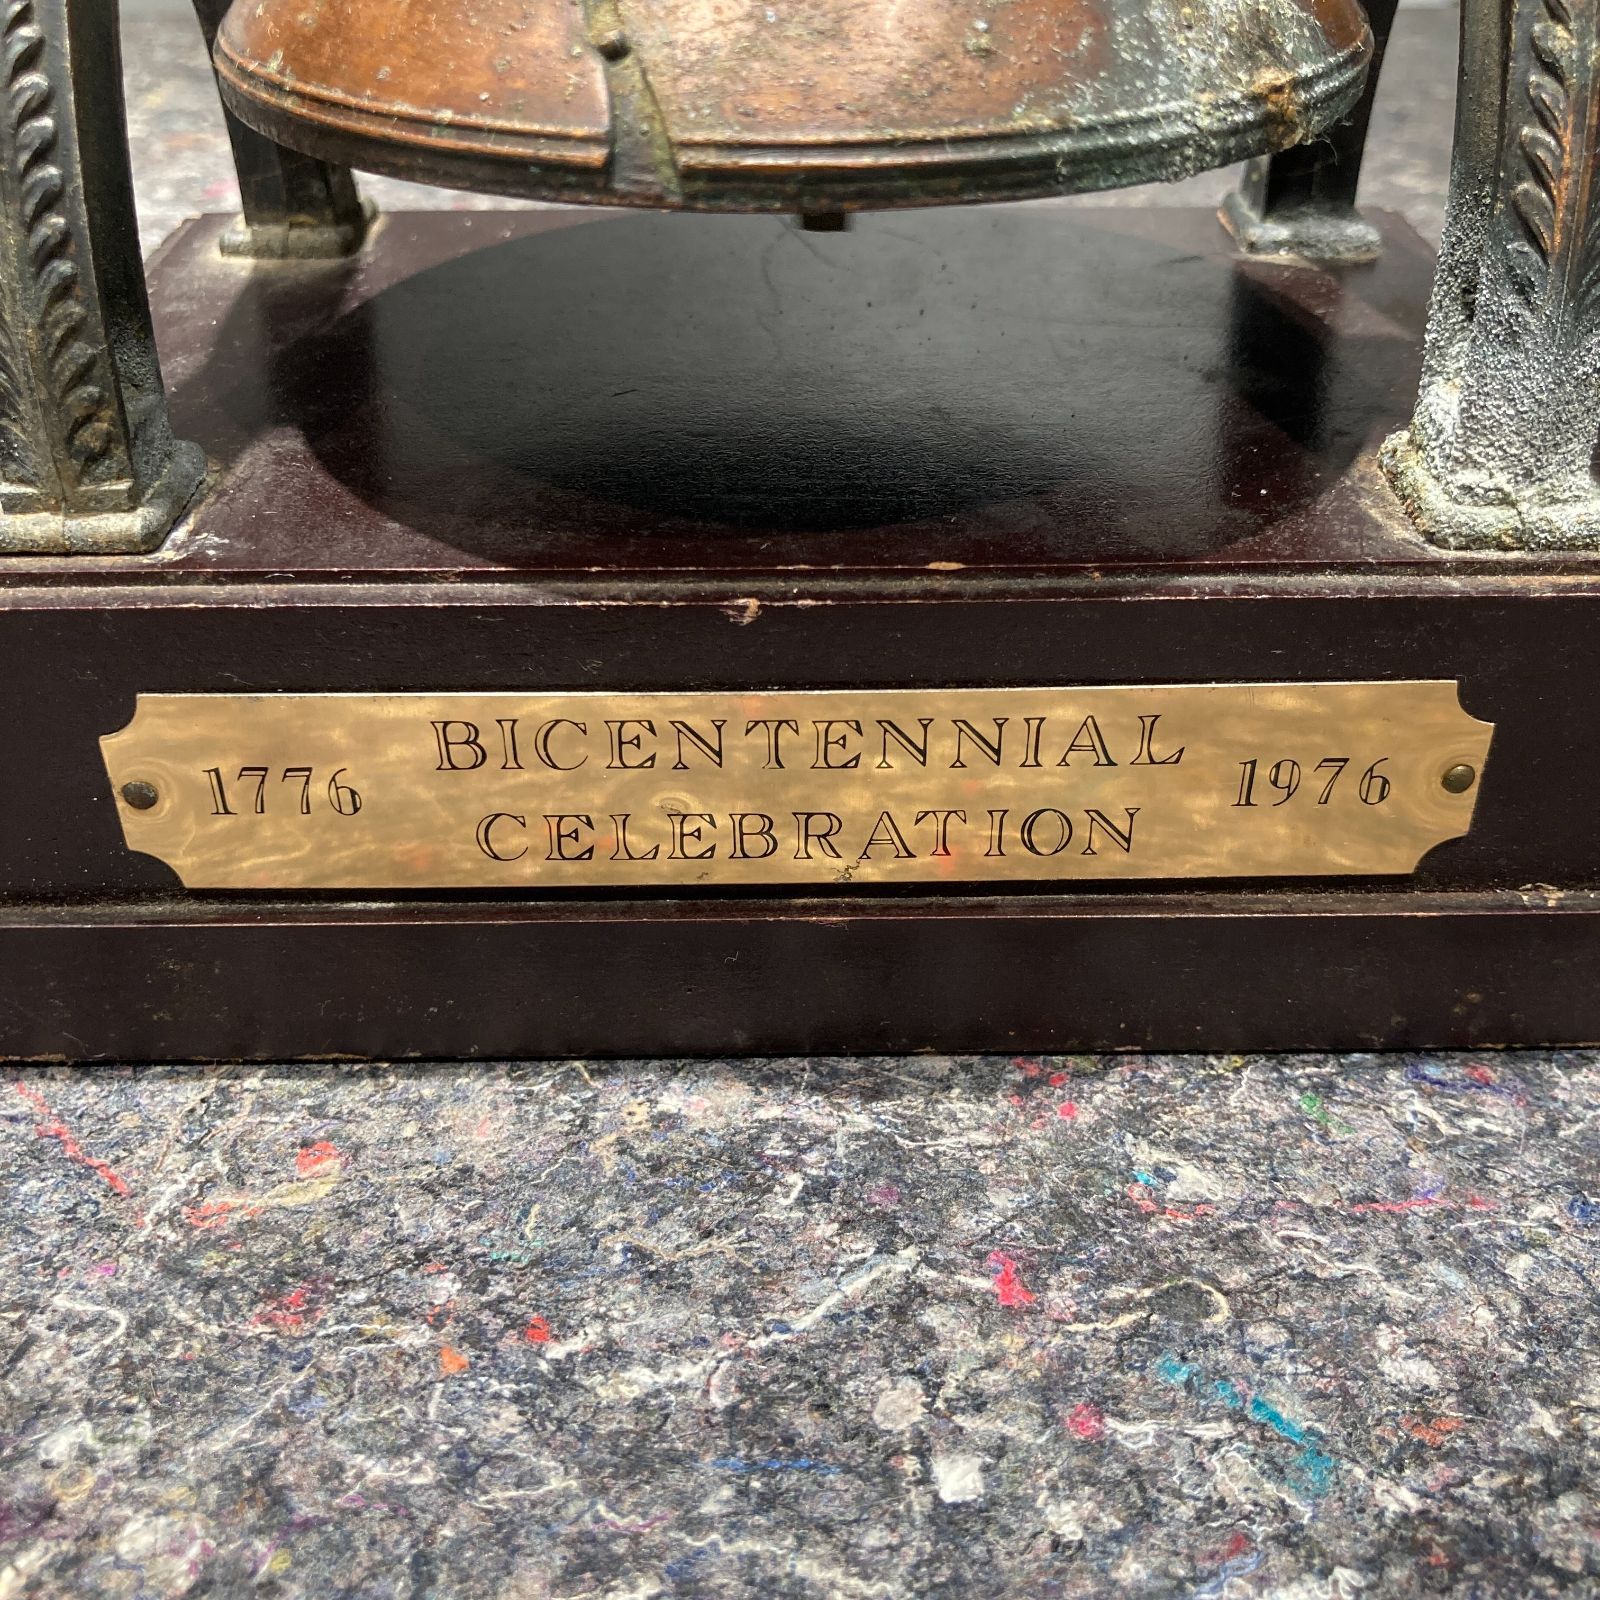 BICENTENNIAL
1776 1976
CELEBRATION